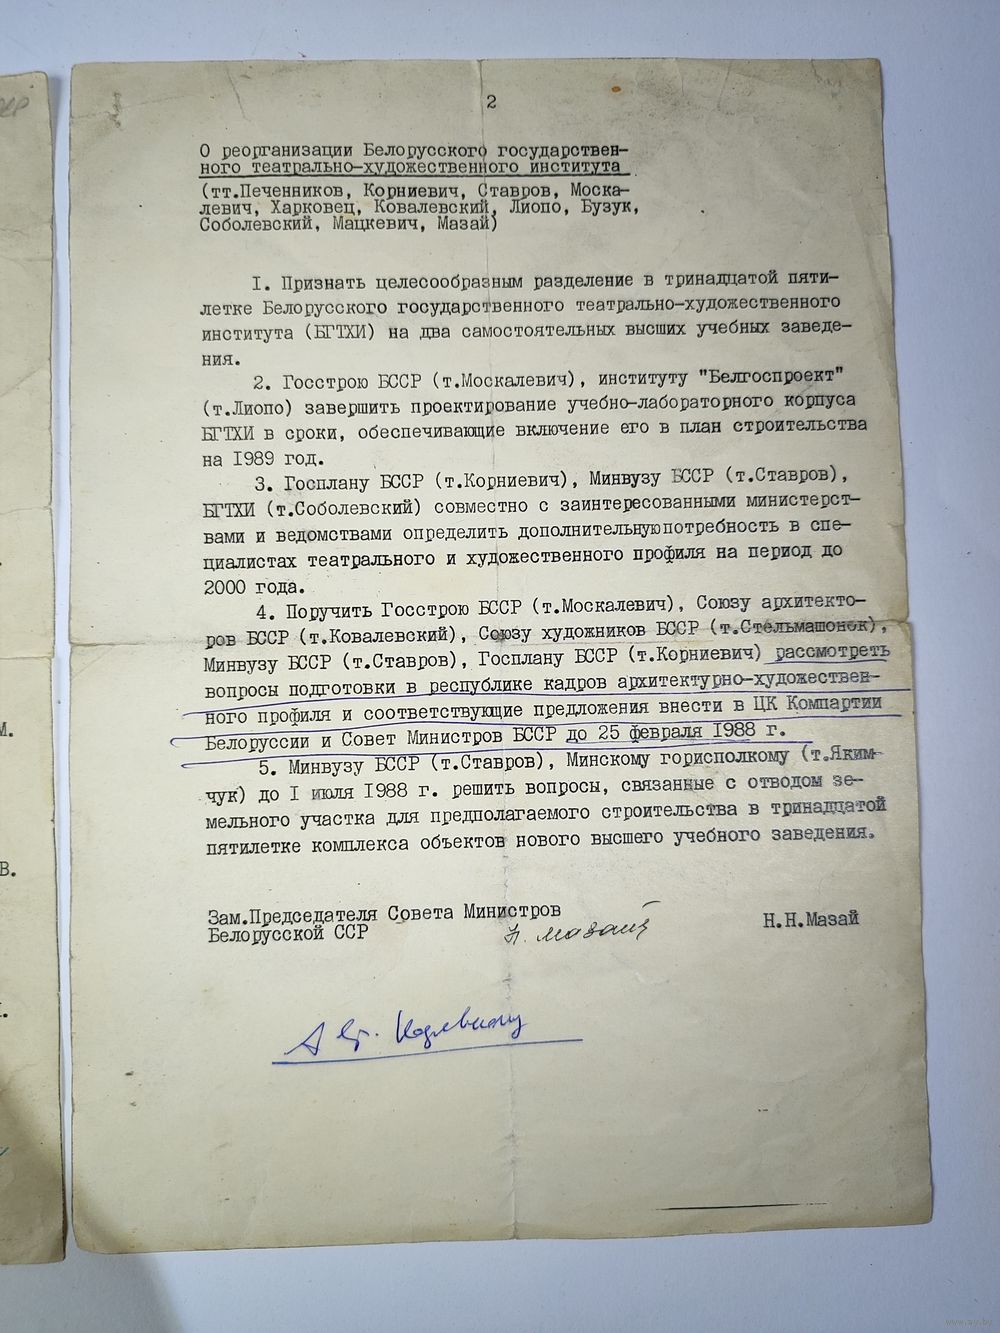 2
О реорганизации Белорусского государствен-
ного театрально-художественного института
(тт.Печенников, Корниевич, Ставров, Моска-
левич, Харковец, Ковалевский, Лиопо, Бузук,
Соболевский, Мацкевич, Мазай)
1. Признать целесообразным разделение в тринадцатой пяти-
летке Белорусского государственного театрально-художественного
института (БГТХИ) на два самостоятельных высших учебных заведе-
ния.
2. Госстрою БССР (т.Москалевич), институту "Белгоспроект"
(т.Лиопо) завершить проектирование учебно-лабораторного корпуса
БГТХИ в сроки, обеспечивающие включение его в план строительства
на 1989 год.
3. Госплану БССР (т.Корниевич), Минвузу БССР (т.Ставров),
БГТХИ (т.Соболевский) совместно с заинтересованными министерст-
вами и ведомствами определить дополнительную потребность в спе-
циалистах театрального и художественного профиля на период до
2000 года.
4. Поручить Госстрою БССР (т.Москалевич), Союзу архитекто-
ров БССР (т.Ковалевский), Союзу художников БССР (т.Стельмашонок),
Минвузу БССР (т.Ставров), Госплану БССР (т.Корниевич) рассмотреть
вопросы подготовки в республике кадров архитектурно-художествен-
ного профиля и соответствующие предложения внести в ЦК Компартии
Белоруссии и Совет Министров БССР до 25 февраля 1988 г.
5. Минвузу БССР (т.Ставров), Минскому горисполкому (т.Яким-
чук) до 1 июля 1988 г. решить вопросы, связанные с отводом зе-
мельного участка для предполагаемого строительства в тринадцатой
пятилетке комплекса объектов нового высшего учебного заведения.
Зам.Председателя Совета Министров
Белорусской ССР
Н. Мазай
Н.Н.Мазай